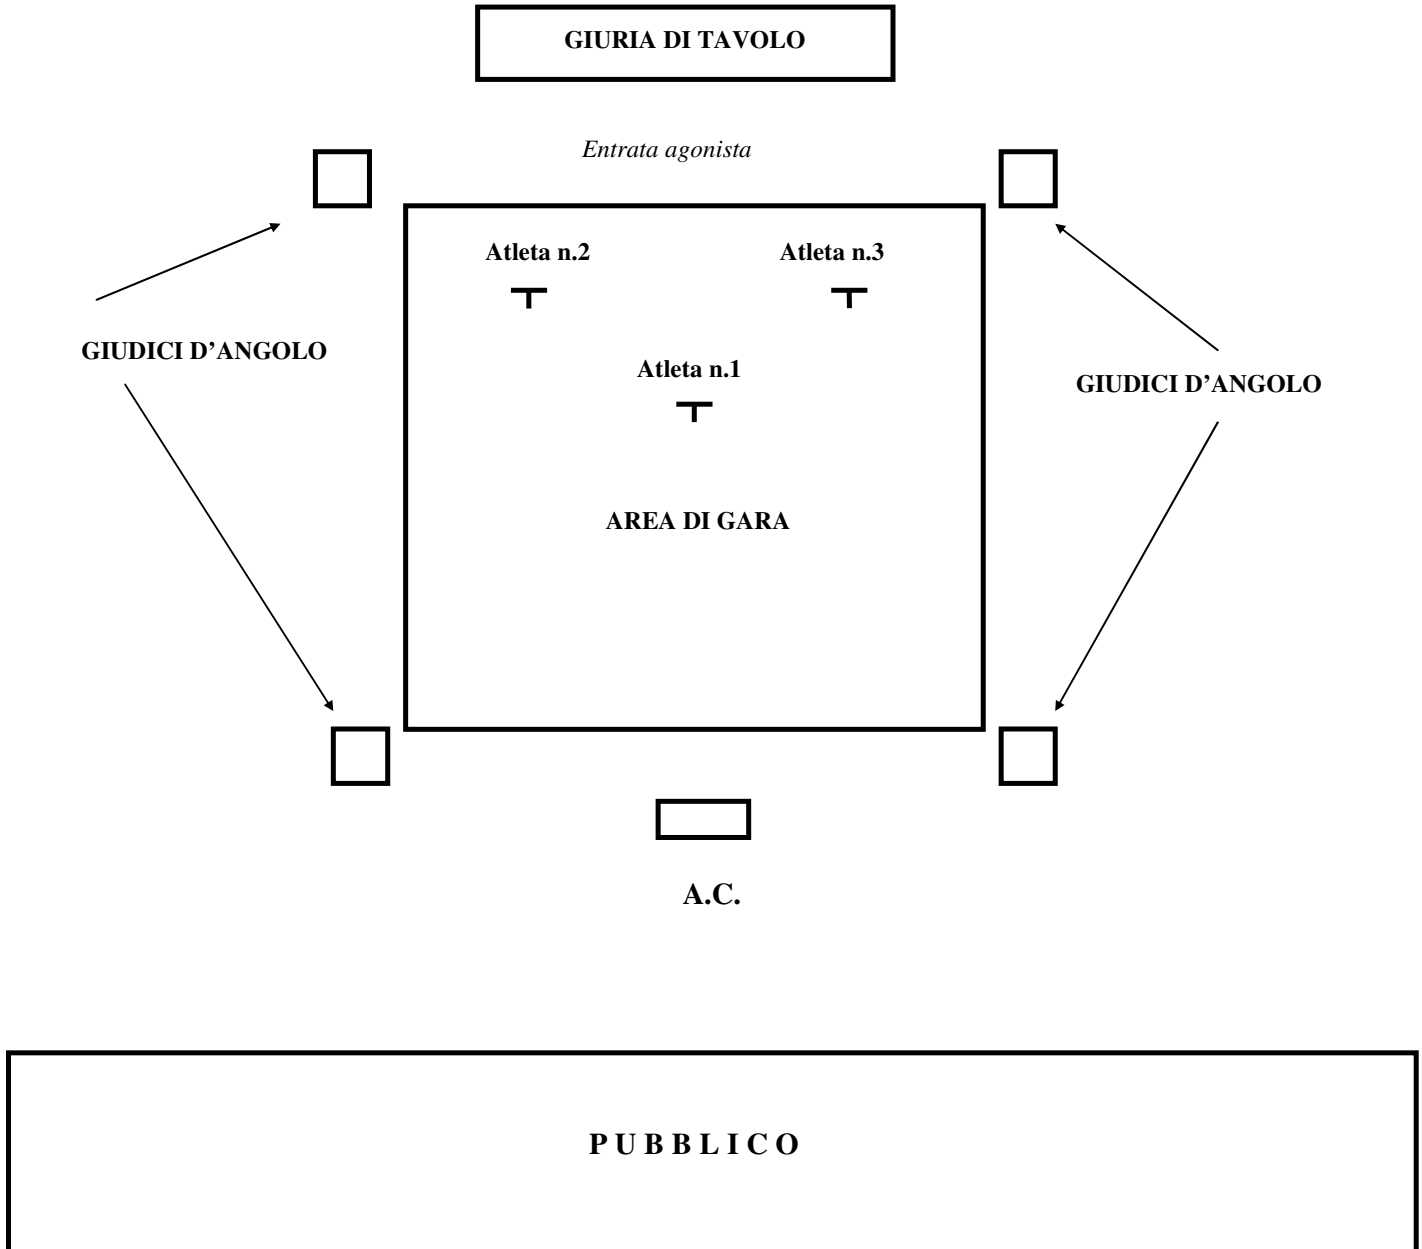 GIURIA DI TAVOLO
Entrata agonista
Atleta n.2
Atleta n.3
GIUDICI D’ANGOLO
Atleta n.1
GIUDICI D’ANGOLO
AREA DI GARA
A.C.
P U B B L I C O